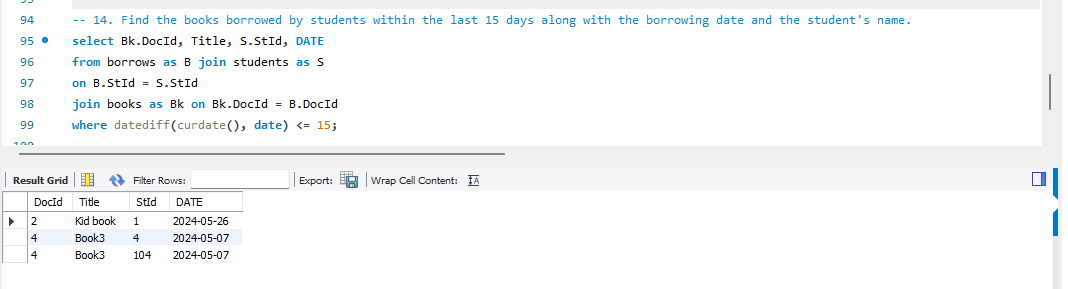 94 -- 14. Find the books borrowed by students within the last 15 days along with the borrowing date and the student's name.
95 select Bk.DocId, Title, S.StId, DATE
96 from borrows as B join students as S
97 on B.StId = S.StId
98 join books as Bk on Bk.DocId = B.DocId
99 where datediff(curdate(), date) <= 15;
Result Grid Filter Rows: Export: Wrap Cell Content: IA
DocId Title StId DATE
2 Kid book 1 2024-05-26
4 Book3 4 2024-05-07
4 Book3 104 2024-05-07